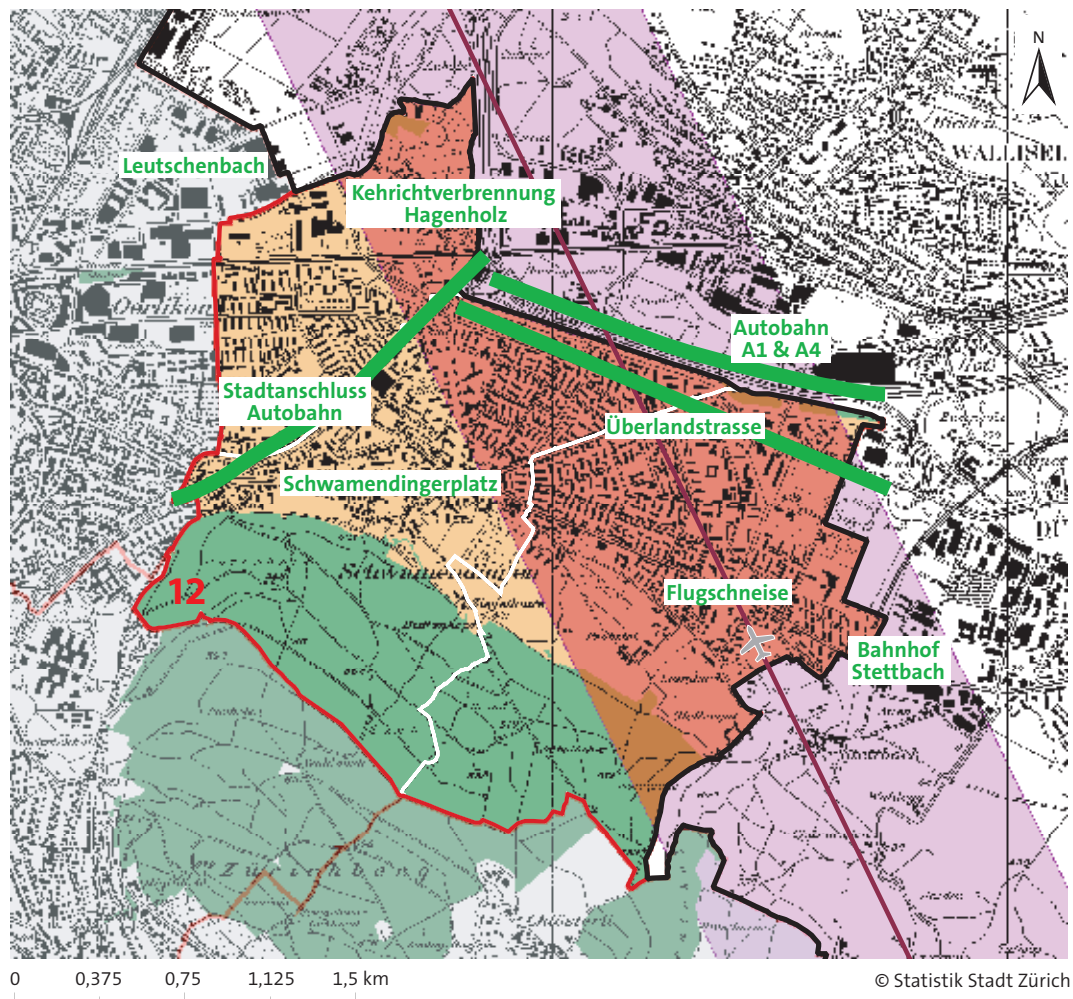 N
WALLISEL
Leutschenbach
Kehrichtverbrennung
Hagenholz
Autobahn
A1 & A4
Stadtanschluss
Autobahn
Überlandstrasse
Schwamendingerplatz
12
Flugschneise
Bahnhof
Stettbach
0 0,375 0,75 1,125 1,5 km
© Statistik Stadt Zürich